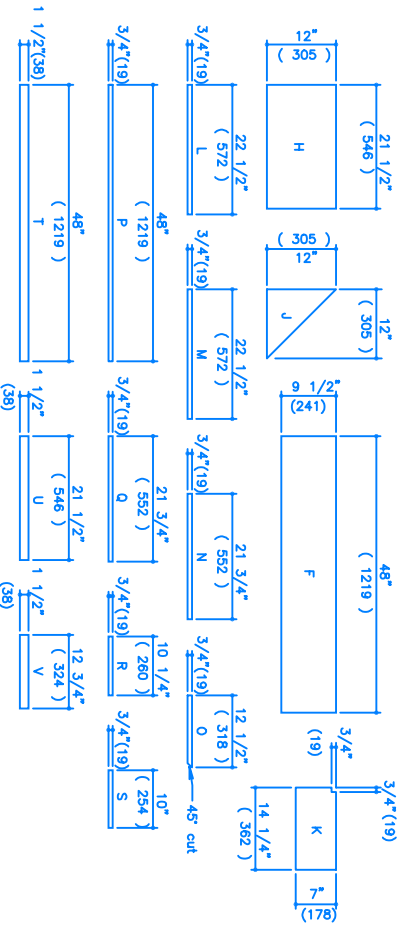 21 1/2"
( 546 )
12"
( 305 )
H
12"
( 305 )
12"
( 305 )
J
48"
( 1219 )
9 1/2"
(241)
F
3/4"(19)
3/4"
(19)
K
7"
(178)
14 1/4"
( 362 )
3/4"(19)
22 1/2"
( 572 )
L
3/4"(19)
22 1/2"
( 572 )
M
3/4"(19)
21 3/4"
( 552 )
N
3/4"(19)
12 1/2"
( 318 )
O
45° cut
3/4"(19)
48"
( 1219 )
P
3/4"(19)
21 3/4"
( 552 )
Q
3/4"(19)
10 1/4"
( 260 )
R
3/4"(19)
10"
( 254 )
S
1 1/2"(38)
48"
( 1219 )
T
1 1/2"
(38)
21 1/2"
( 546 )
U
1 1/2"
(38)
12 3/4"
( 324 )
V